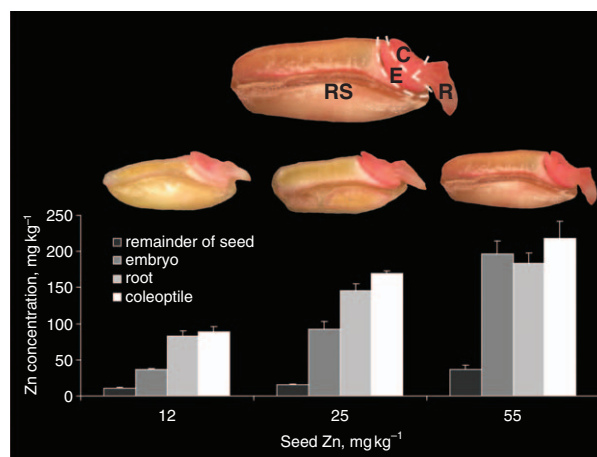 C
E
RS
R
250
200
150
100
50
0
Zn concentration, mg kg⁻¹
remainder of seed
embryo
root
coleoptile
12
25
55
Seed Zn, mg kg⁻¹